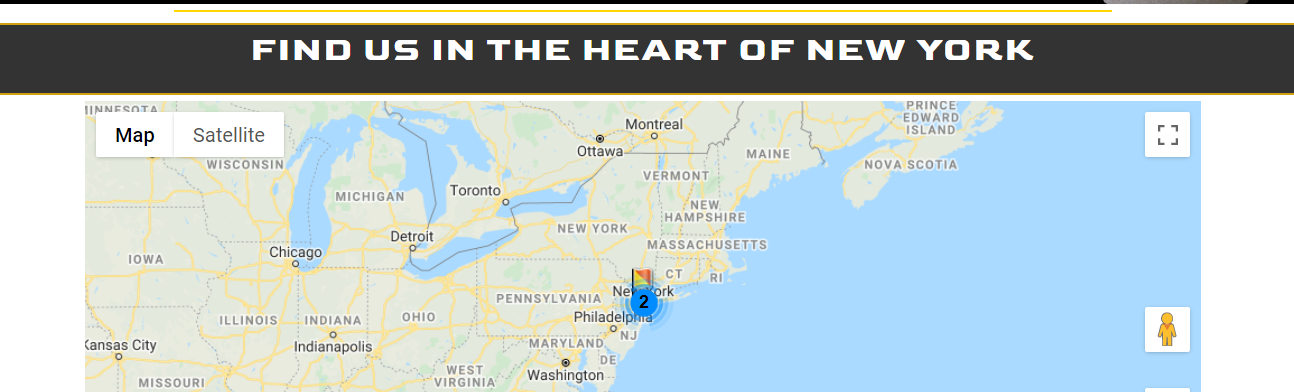 FIND US IN THE HEART OF NEW YORK
Map
Satellite
MINNESOTA
PRINCE
EDWARD
ISLAND
Montreal
Ottawa
MAINE
NOVA SCOTIA
WISCONSIN
VERMONT
MICHIGAN
Toronto
NEW
HAMPSHIRE
NEW YORK
Detroit
MASSACHUSETTS
Chicago
IOWA
CT
RI
New York
2
PENNSYLVANIA
ILLINOIS
INDIANA
OHIO
Philadelphia
NJ
Kansas City
Indianapolis
MARYLAND
DE
WEST
VIRGINIA
Washington
MISSOURI